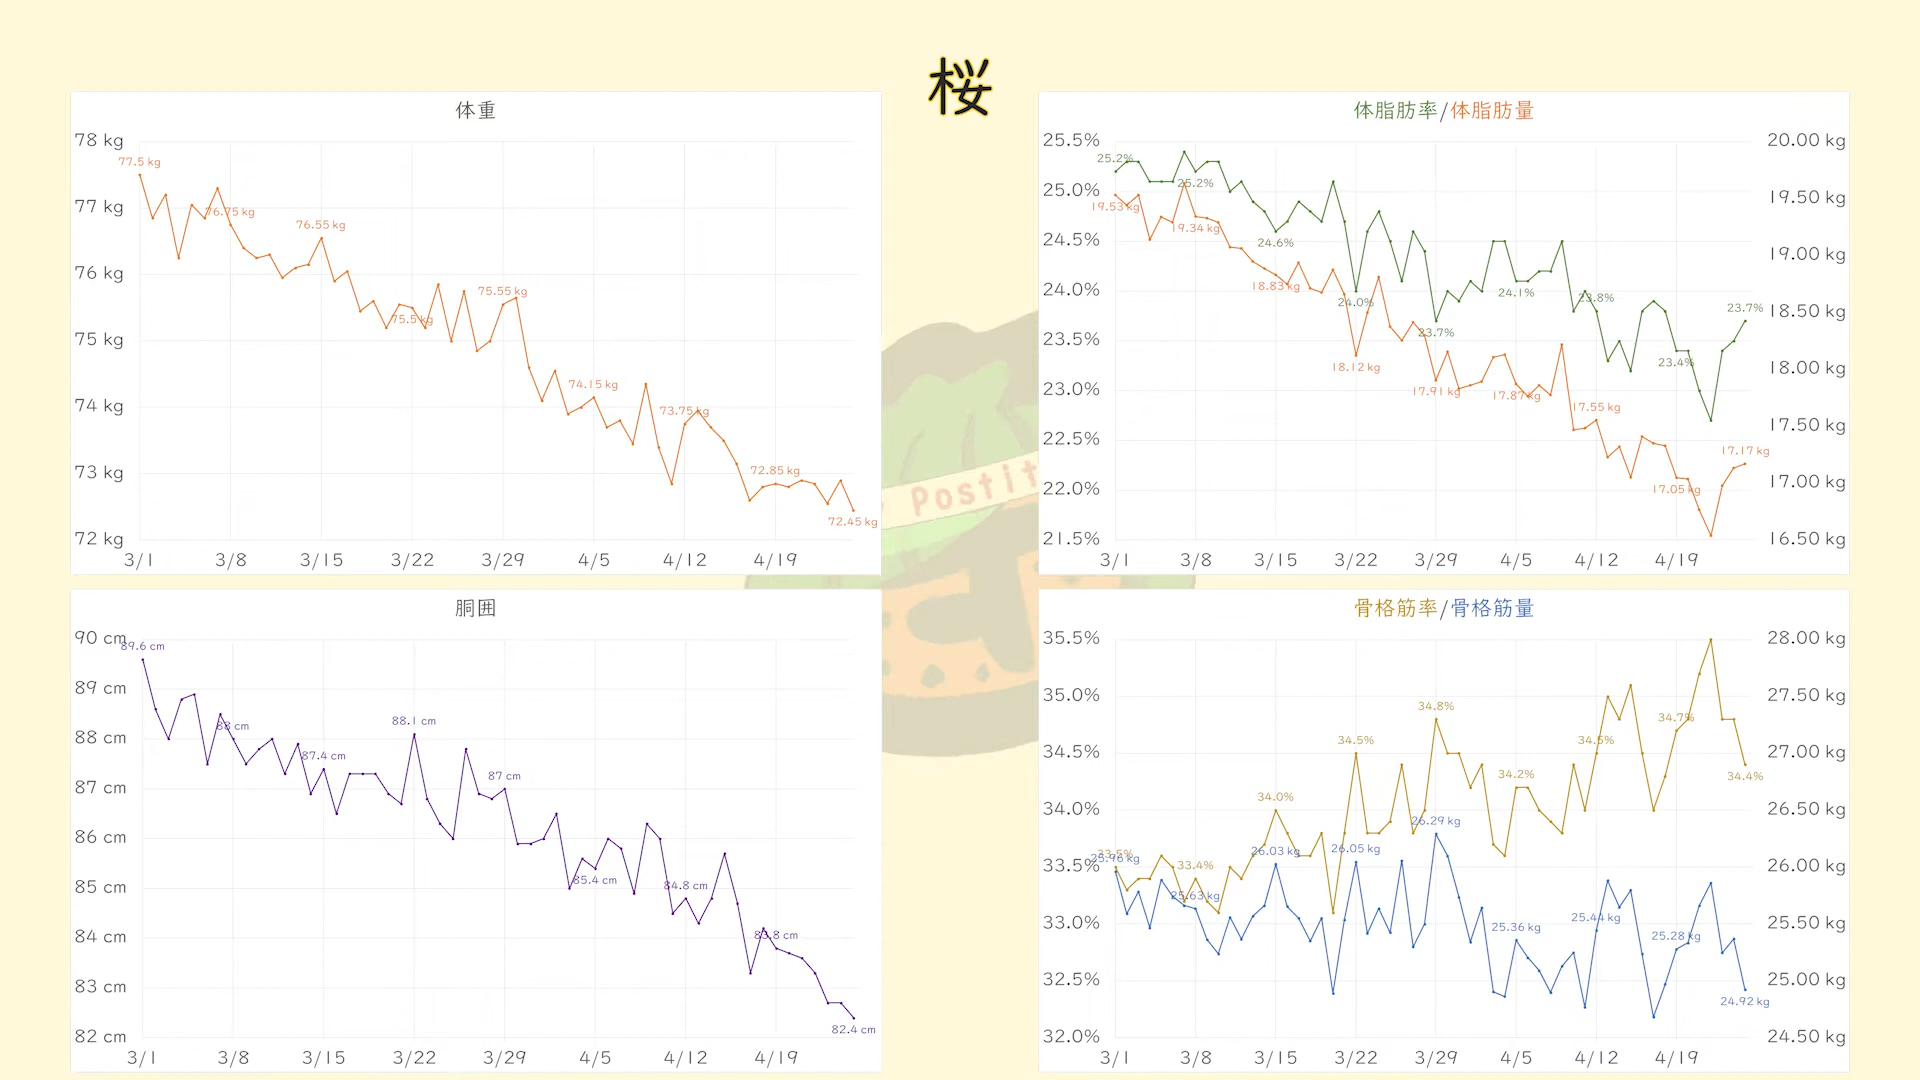 桜
体重
78 kg
77 kg
76 kg
75 kg
74 kg
73 kg
72 kg
77.5 kg
76.75 kg
76.55 kg
75.5 kg
75.55 kg
74.15 kg
73.75 kg
72.85 kg
72.45 kg
3/1 3/8 3/15 3/22 3/29 4/5 4/12 4/19
体脂肪率/体脂肪量
25.5%
25.0%
24.5%
24.0%
23.5%
23.0%
22.5%
22.0%
21.5%
20.00 kg
19.50 kg
19.00 kg
18.50 kg
18.00 kg
17.50 kg
17.00 kg
16.50 kg
25.2%
25.2%
24.6%
24.0%
23.7%
24.1%
23.8%
23.4%
23.7%
19.53 kg
19.34 kg
18.83 kg
18.12 kg
17.91 kg
17.87 kg
17.55 kg
17.05 kg
17.17 kg
3/1 3/8 3/15 3/22 3/29 4/5 4/12 4/19
Postit
胴囲
90 cm
89 cm
88 cm
87 cm
86 cm
85 cm
84 cm
83 cm
82 cm
89.6 cm
88 cm
87.4 cm
88.1 cm
87 cm
85.4 cm
84.8 cm
83.8 cm
82.4 cm
3/1 3/8 3/15 3/22 3/29 4/5 4/12 4/19
骨格筋率/骨格筋量
35.5%
35.0%
34.5%
34.0%
33.5%
33.0%
32.5%
32.0%
28.00 kg
27.50 kg
27.00 kg
26.50 kg
26.00 kg
25.50 kg
25.00 kg
24.50 kg
33.5%
33.4%
34.0%
34.5%
34.8%
34.2%
34.5%
34.7%
34.4%
25.96 kg
25.63 kg
26.03 kg
26.05 kg
26.29 kg
25.36 kg
25.44 kg
25.28 kg
24.92 kg
3/1 3/8 3/15 3/22 3/29 4/5 4/12 4/19